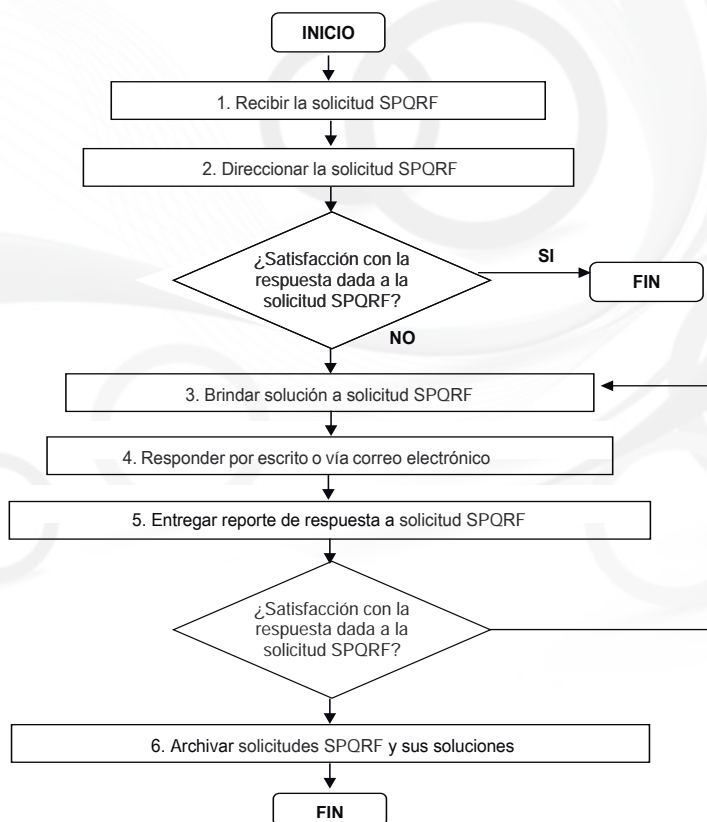 INICIO
1. Recibir la solicitud SPQRF
2. Direccionar la solicitud SPQRF
¿Satisfacción con la
respuesta dada a la
solicitud SPQRF?
SI
FIN
NO
3. Brindar solución a solicitud SPQRF
4. Responder por escrito o vía correo electrónico
5. Entregar reporte de respuesta a solicitud SPQRF
¿Satisfacción con la
respuesta dada a la
solicitud SPQRF?
6. Archivar solicitudes SPQRF y sus soluciones
FIN